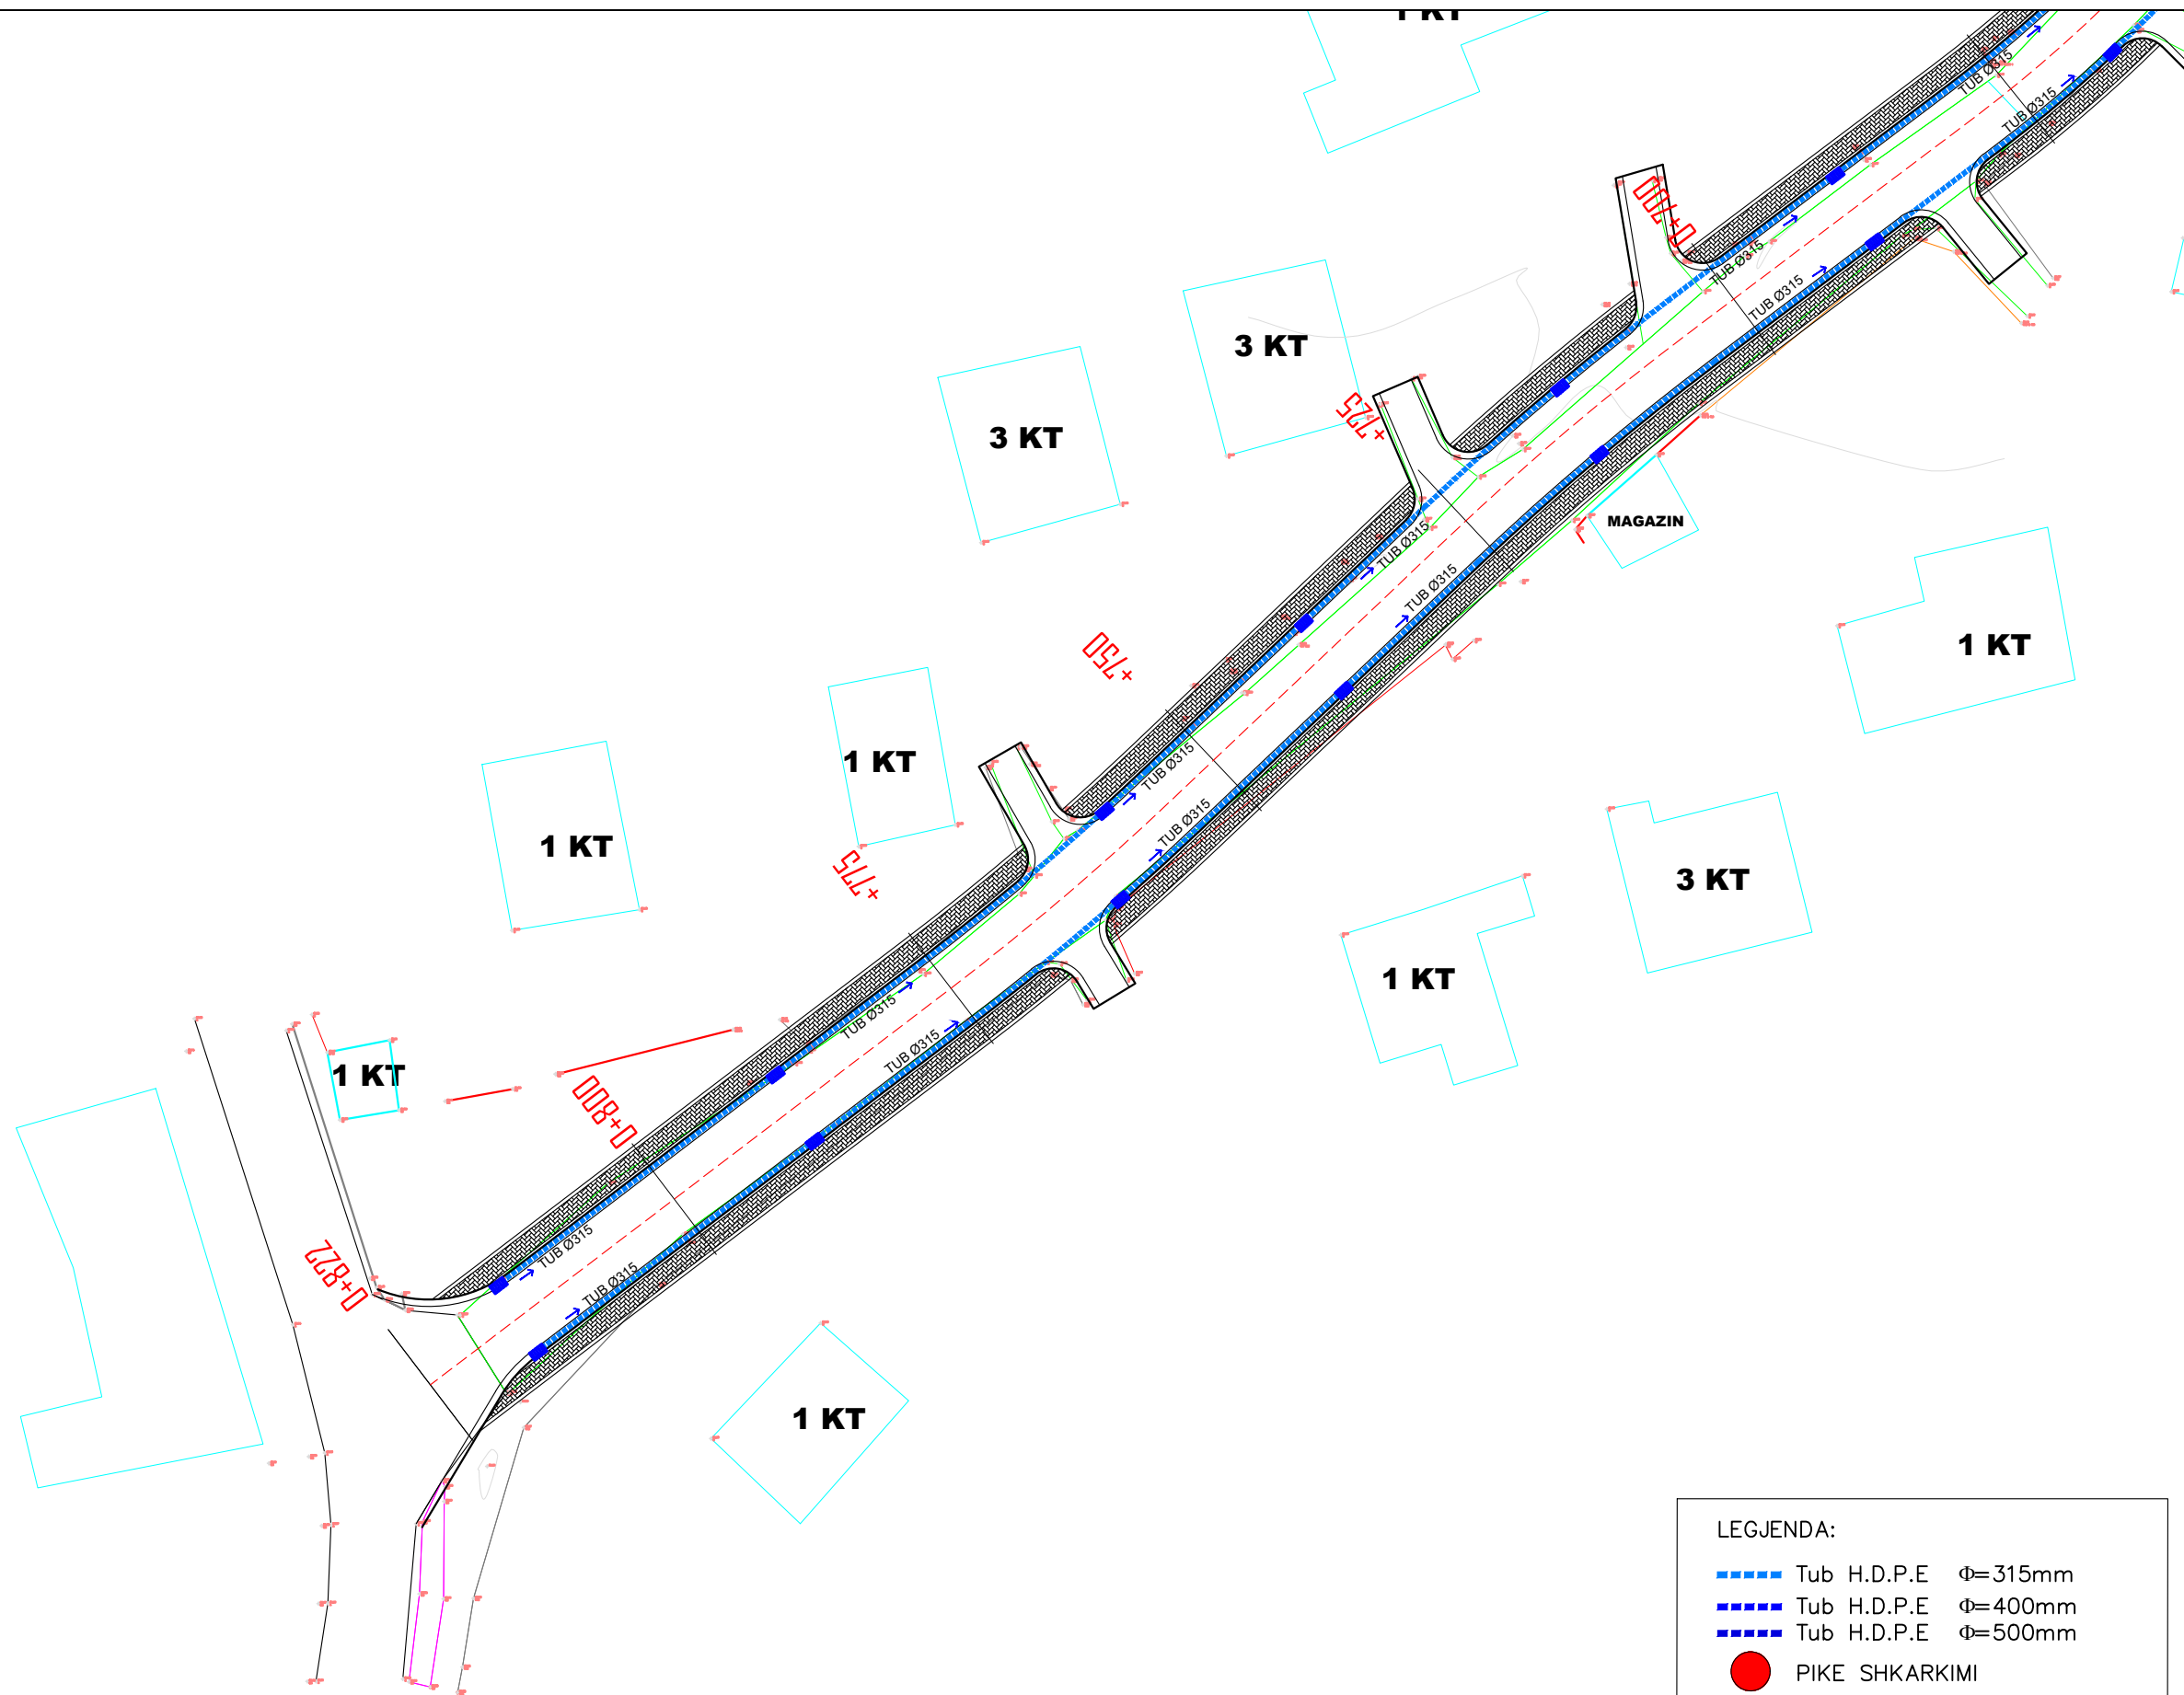 1 KT
TUB Ø315
TUB Ø315
0+700
TUB Ø315
TUB Ø315
3 KT
+725
3 KT
TUB Ø315
MAGAZIN
TUB Ø315
+750
1 KT
1 KT
TUB Ø315
1 KT
TUB Ø315
+775
1 KT
3 KT
1 KT
TUB Ø315
TUB Ø315
1 KT
0+800
TUB Ø315
0+822
TUB Ø315
1 KT
LEGJENDA:
Tub H.D.P.E Φ=315mm
Tub H.D.P.E Φ=400mm
Tub H.D.P.E Φ=500mm
PIKE SHKARKIMI